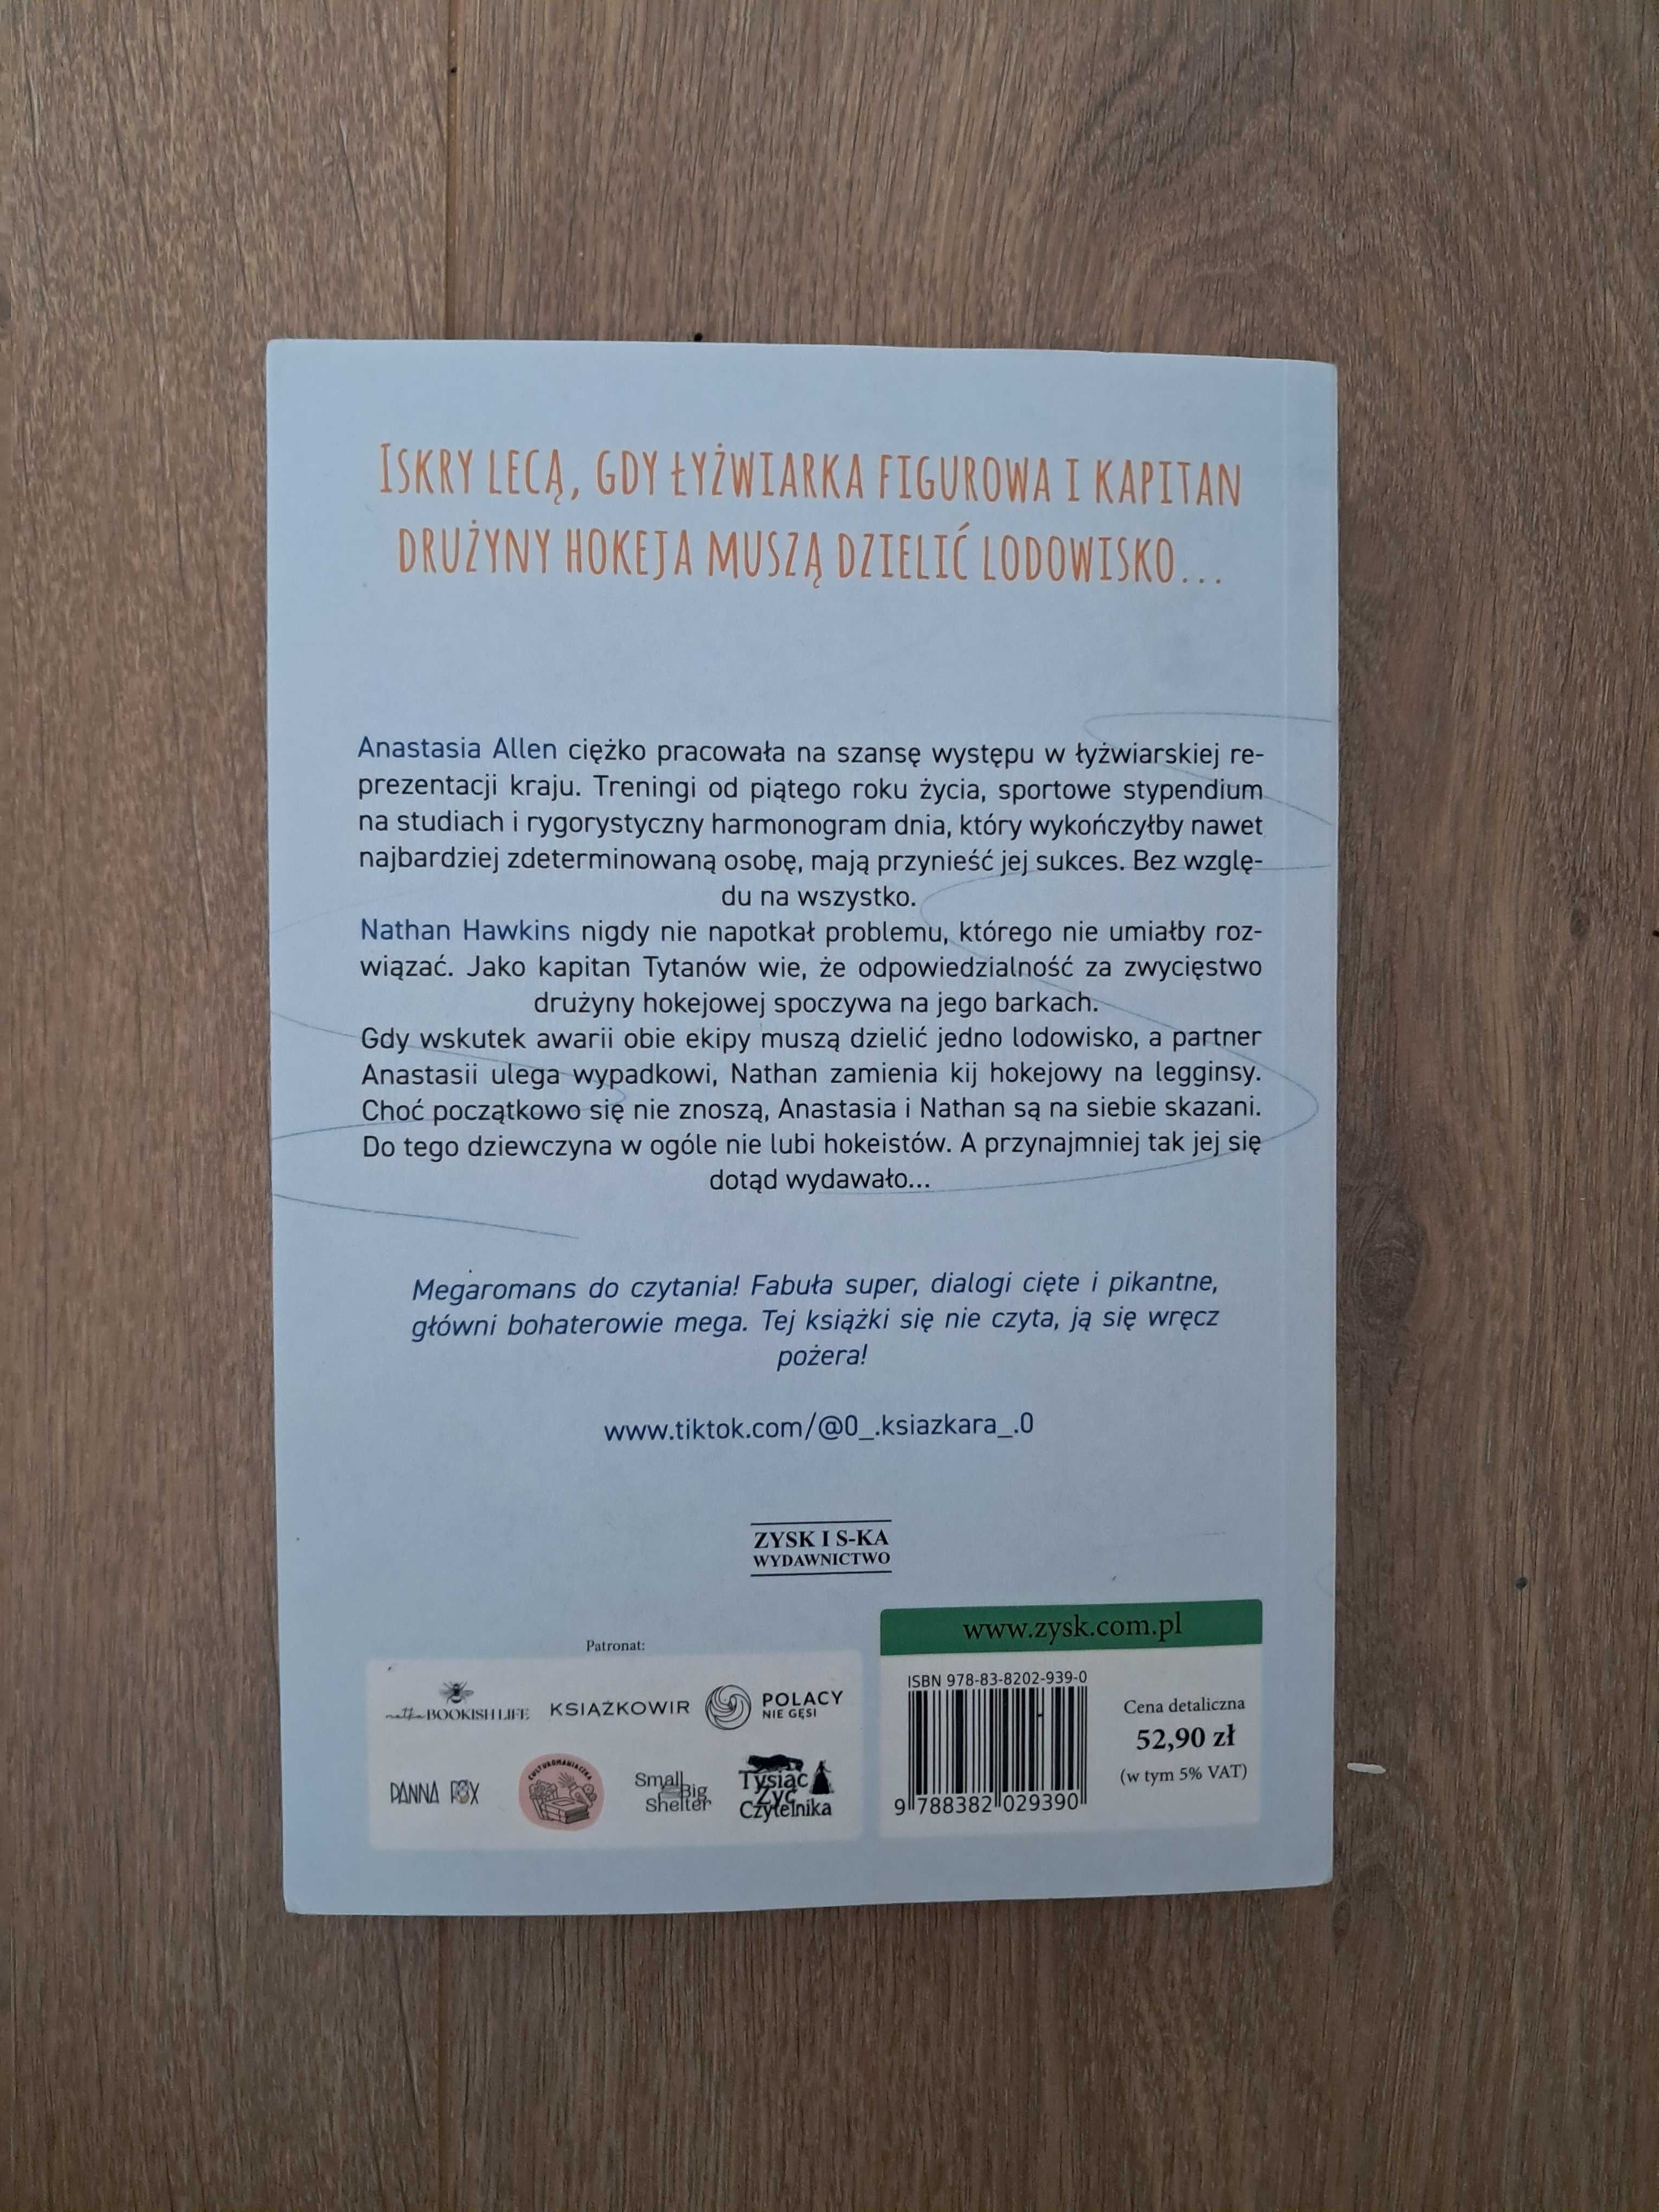 ISKRY LECĄ, GDY ŁYŻWIARKA FIGUROWA I KAPITAN
DRUŻYNY HOKEJA MUSZĄ DZIELIĆ LODOWISKO...
Anastasia Allen ciężko pracowała na szansę występu w łyżwiarskiej re-
prezentacji kraju. Treningi od piątego roku życia, sportowe stypendium
na studiach i rygorystyczny harmonogram dnia, który wykończyłby nawet
najbardziej zdeterminowaną osobę, mają przynieść jej sukces. Bez wzglę-
du na wszystko.
Nathan Hawkins nigdy nie napotkał problemu, którego nie umiałby roz-
wiązać. Jako kapitan Tytanów wie, że odpowiedzialność za zwycięstwo
drużyny hokejowej spoczywa na jego barkach.
Gdy wskutek awarii obie ekipy muszą dzielić jedno lodowisko, a partner
Anastasii ulega wypadkowi, Nathan zamienia kij hokejowy na legginsy.
Choć początkowo się nie znoszą, Anastasia i Nathan są na siebie skazani.
Do tego dziewczyna w ogóle nie lubi hokeistów. A przynajmniej tak jej się
dotąd wydawało...
Megaromans do czytania! Fabuła super, dialogi cięte i pikantne,
główni bohaterowie mega. Tej książki się nie czyta, ją się wręcz
pożera!
www.tiktok.com/@0_.ksiazkara_.0
ZYSK I S-KA
WYDAWNICTWO
Patronat:
BOOKISH LIFE
KSIĄŻKOWIR
POLACY
NIE GĘSI
PANNA FOX
CULTUROMANIACZKA
Small
Big
Shelter
Tysiąc
Żyć
Czytelnika
www.zysk.com.pl
ISBN 978-83-8202-939-0
9 788382 029390
Cena detaliczna
52,90 zł
(w tym 5% VAT)